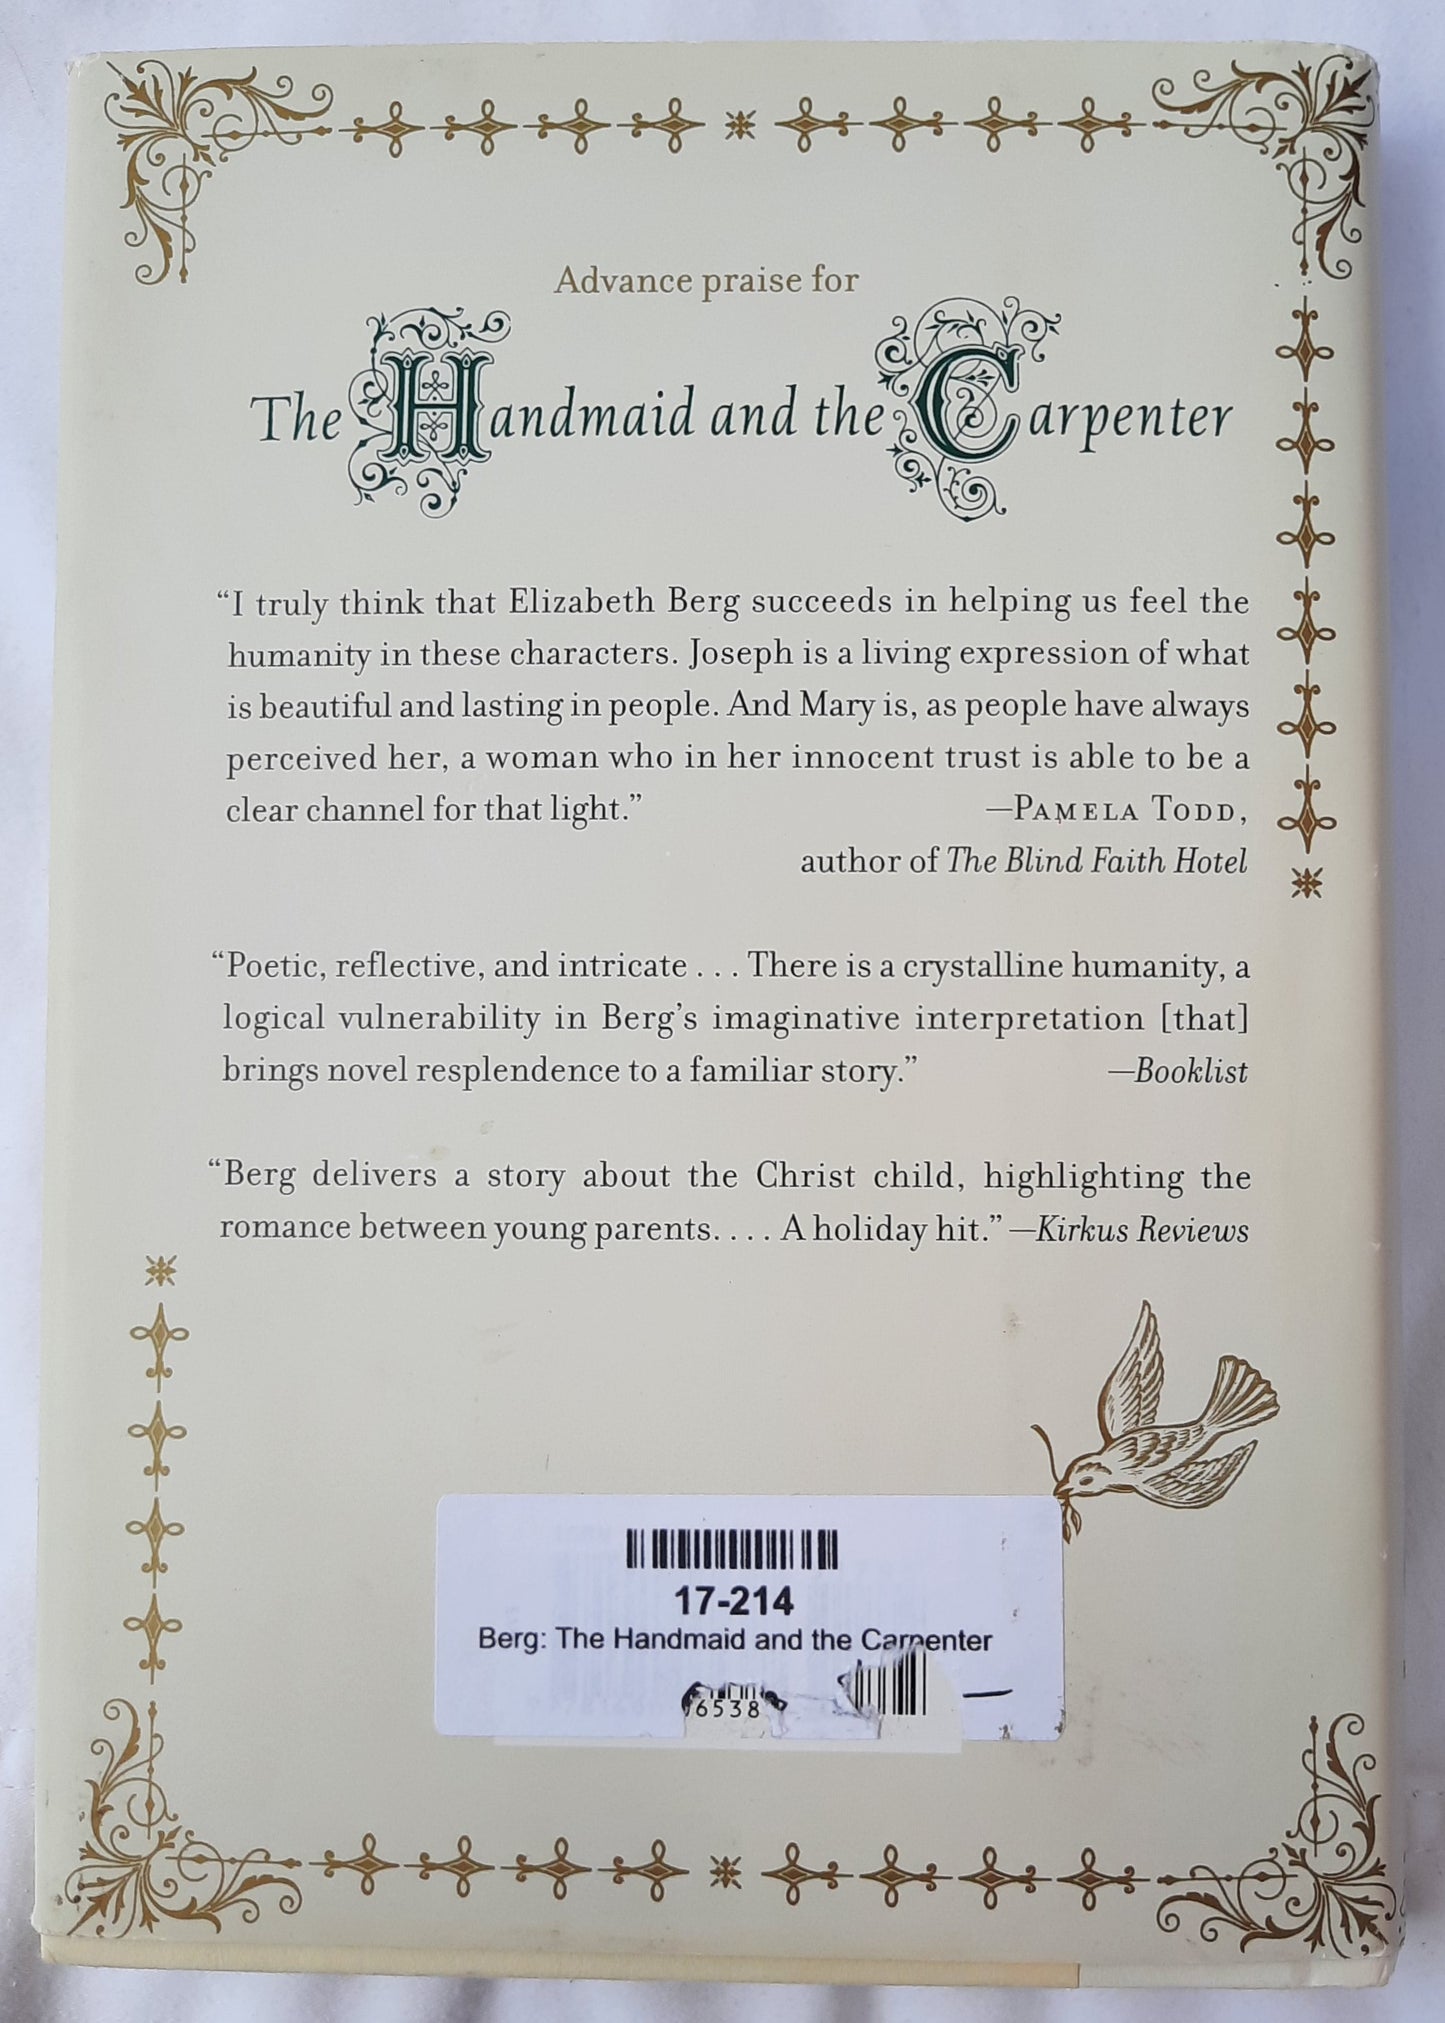 Advance praise for
The Handmaid and the Carpenter
“I truly think that Elizabeth Berg succeeds in helping us feel the
humanity in these characters. Joseph is a living expression of what
is beautiful and lasting in people. And Mary is, as people have always
perceived her, a woman who in her innocent trust is able to be a
clear channel for that light.” —PAMELA TODD,
author of The Blind Faith Hotel
“Poetic, reflective, and intricate . . . There is a crystalline humanity, a
logical vulnerability in Berg’s imaginative interpretation [that]
brings novel resplendence to a familiar story.” —Booklist
“Berg delivers a story about the Christ child, highlighting the
romance between young parents. . . . A holiday hit.” —Kirkus Reviews
17-214
Berg: The Handmaid and the Carpenter
6538